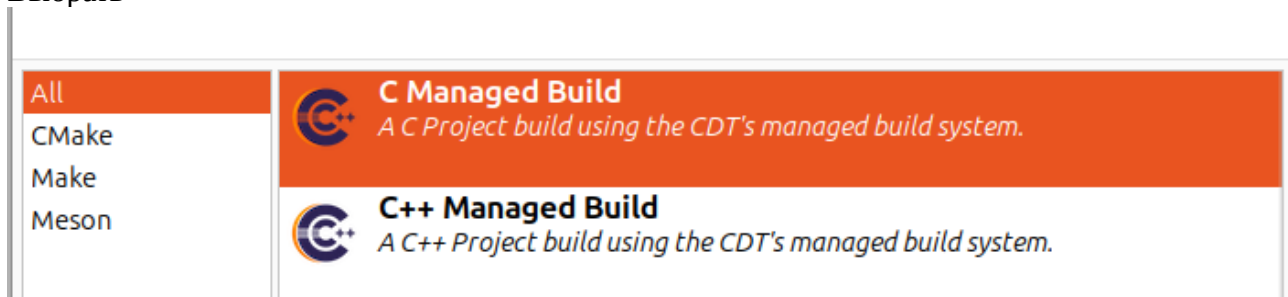 All
CMake
Make
Meson
C Managed Build
A C Project build using the CDT's managed build system.
C++ Managed Build
A C++ Project build using the CDT's managed build system.